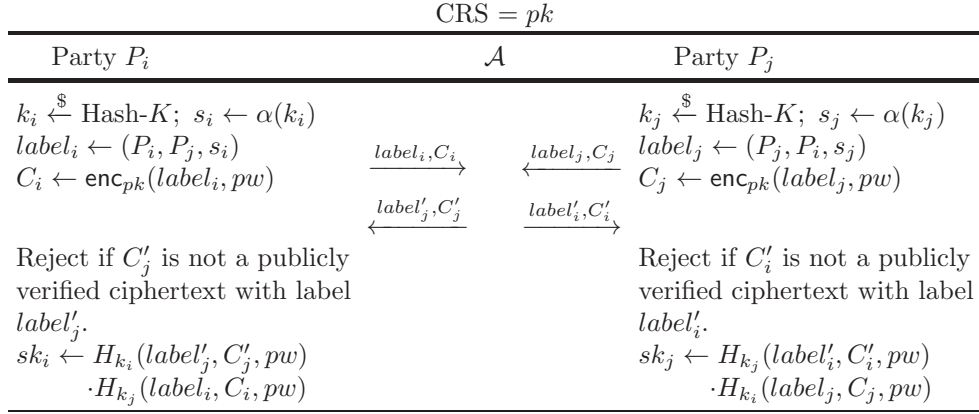 CRS = pk
Party P_i 𝒜 Party P_j
k_i ←$ Hash-K; s_i ← α(k_i) k_j ←$ Hash-K; s_j ← α(k_j)
label_i ← (P_i, P_j, s_i) label_j ← (P_j, P_i, s_j)
label_i, C_i label_j, C_j
C_i ← enc_pk(label_i, pw) C_j ← enc_pk(label_j, pw)
label′_j, C′_j label′_i, C′_i
Reject if C′_j is not a publicly Reject if C′_i is not a publicly
verified ciphertext with label verified ciphertext with label
label′_j. label′_i.
sk_i ← H_{k_i}(label′_j, C′_j, pw) sk_j ← H_{k_j}(label′_i, C′_i, pw)
·H_{k_j}(label_i, C_i, pw) ·H_{k_i}(label_j, C_j, pw)